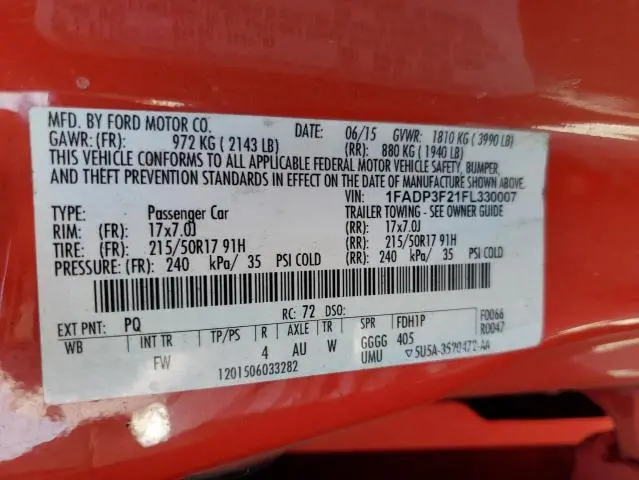 MFD. BY FORD MOTOR CO. DATE: 06/15 GVWR: 1810 KG ( 3990 LB)
GAWR: (FR): 972 KG ( 2143 LB) (RR): 880 KG ( 1940 LB)
THIS VEHICLE CONFORMS TO ALL APPLICABLE FEDERAL MOTOR VEHICLE SAFETY, BUMPER,
AND THEFT PREVENTION STANDARDS IN EFFECT ON THE DATE OF MANUFACTURE SHOWN ABOVE.
VIN: 1FADP3F21FL330007
TYPE: Passenger Car TRAILER TOWING - SEE OWNER GUIDE
RIM: (FR): 17x7.0J (RR): 17x7.0J
TIRE: (FR): 215/50R17 91H (RR): 215/50R17 91H
PRESSURE: (FR): 240 kPa/ 35 PSI COLD (RR): 240 kPa/ 35 PSI COLD
EXT PNT: PQ RC: 72 DSO: F0066
WB INT TR TP/PS R AXLE TR SPR FDH1P R0047
FW 4 AU W GGGG 405
1201506033282 UMU ▽5U5A-3520472-AA